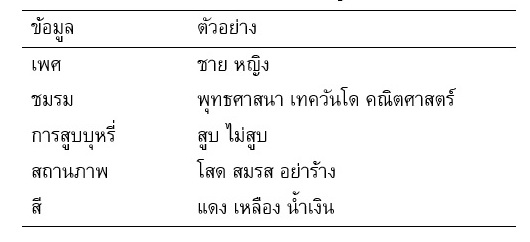 ข้อมูล ตัวอย่าง
เพศ ชาย หญิง
ชมรม พุทธศาสนา เทควันโด คณิตศาสตร์
การสูบบุหรี่ สูบ ไม่สูบ
สถานภาพ โสด สมรส อย่าร้าง
สี แดง เหลือง น้ำเงิน